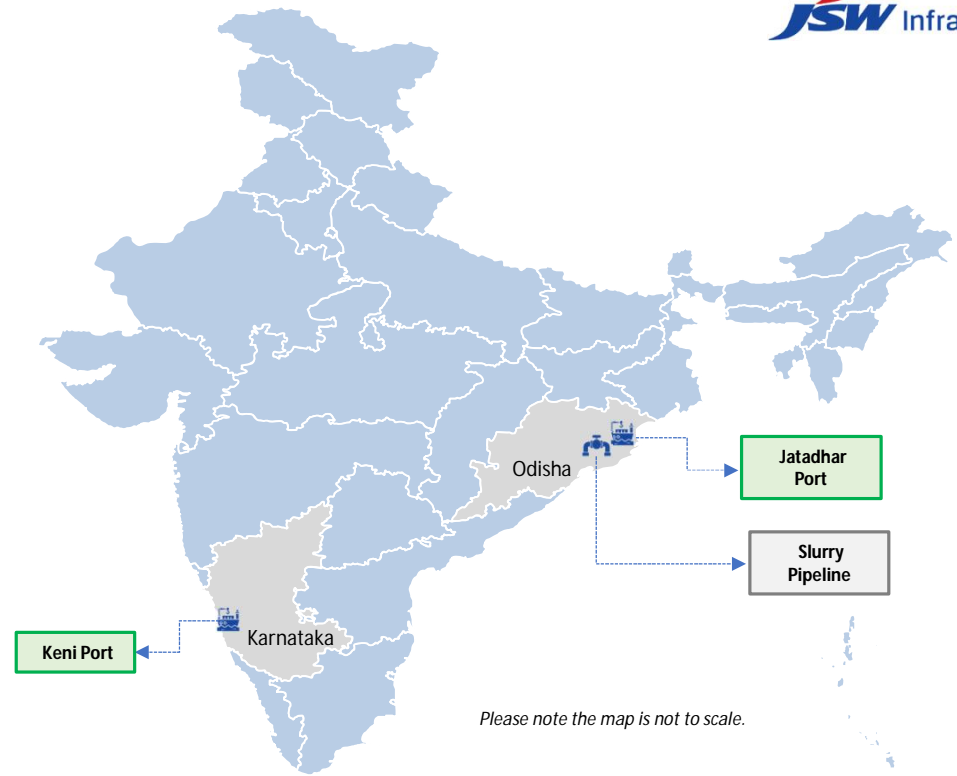 JSW Infra
Odisha
Jatadhar
Port
Slurry
Pipeline
Keni Port
Karnataka
Please note the map is not to scale.